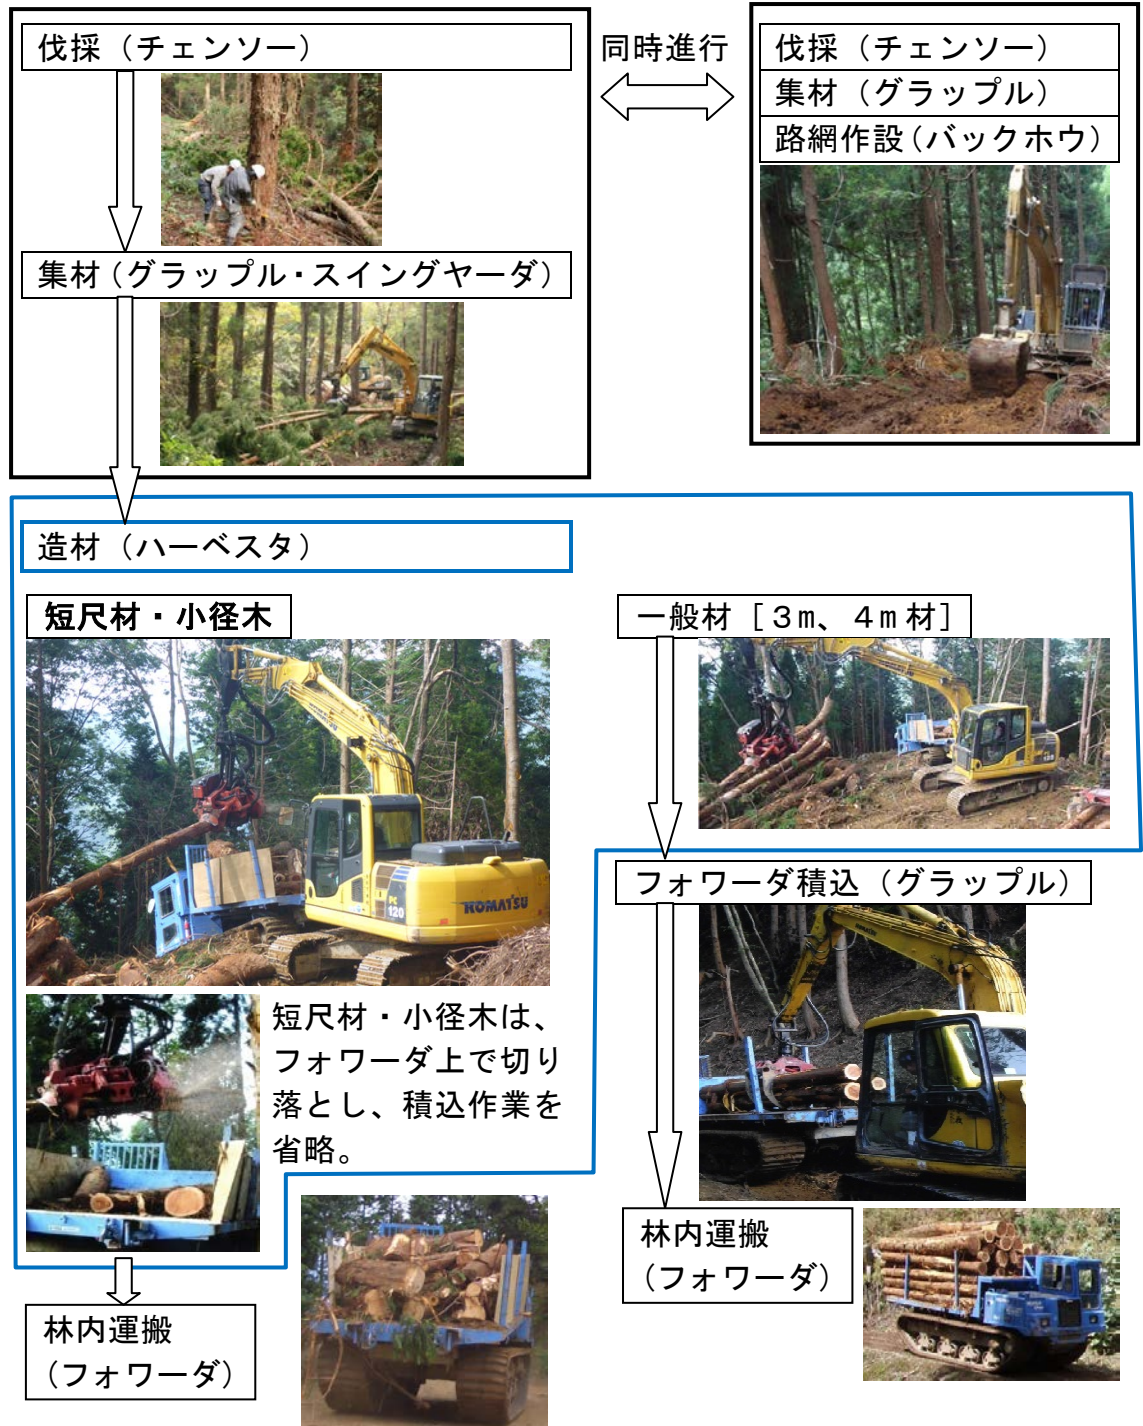 伐採（チェンソー）
同時進行
伐採（チェンソー）
集材（グラップル）
路網作設（バックホウ）
集材（グラップル・スイングヤーダ）
造材（ハーベスタ）
短尺材・小径木
一般材［３ｍ、４ｍ材］
KOMATSU
PC
120
短尺材・小径木は、
フォワーダ上で切り
落とし、積込作業を
省略。
フォワーダ積込（グラップル）
林内運搬
（フォワーダ）
林内運搬
（フォワーダ）